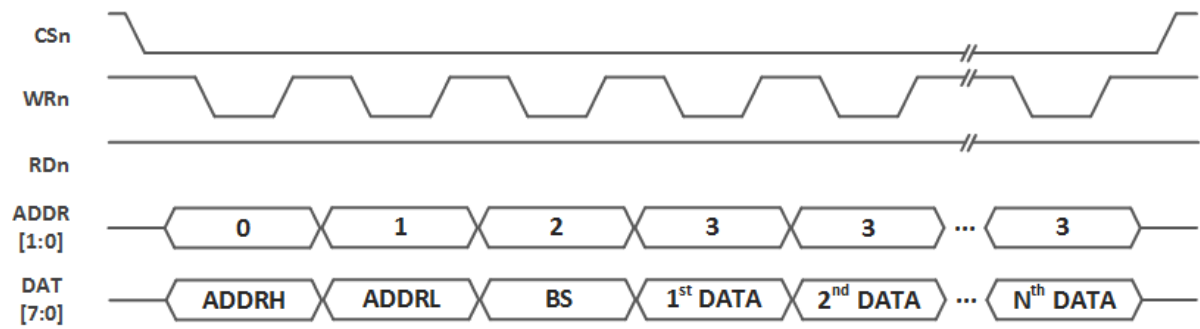 CSn
WRn
RDn
ADDR
[1:0]
0 1 2 3 3 ... 3
DAT
[7:0]
ADDRH ADDRL BS 1st DATA 2nd DATA ... Nth DATA